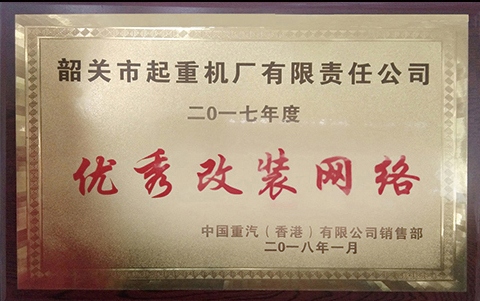 韶关市起重机厂有限责任公司
二〇一七年度
优秀改装网络
中国重汽（香港）有限公司销售部
二〇一八年一月